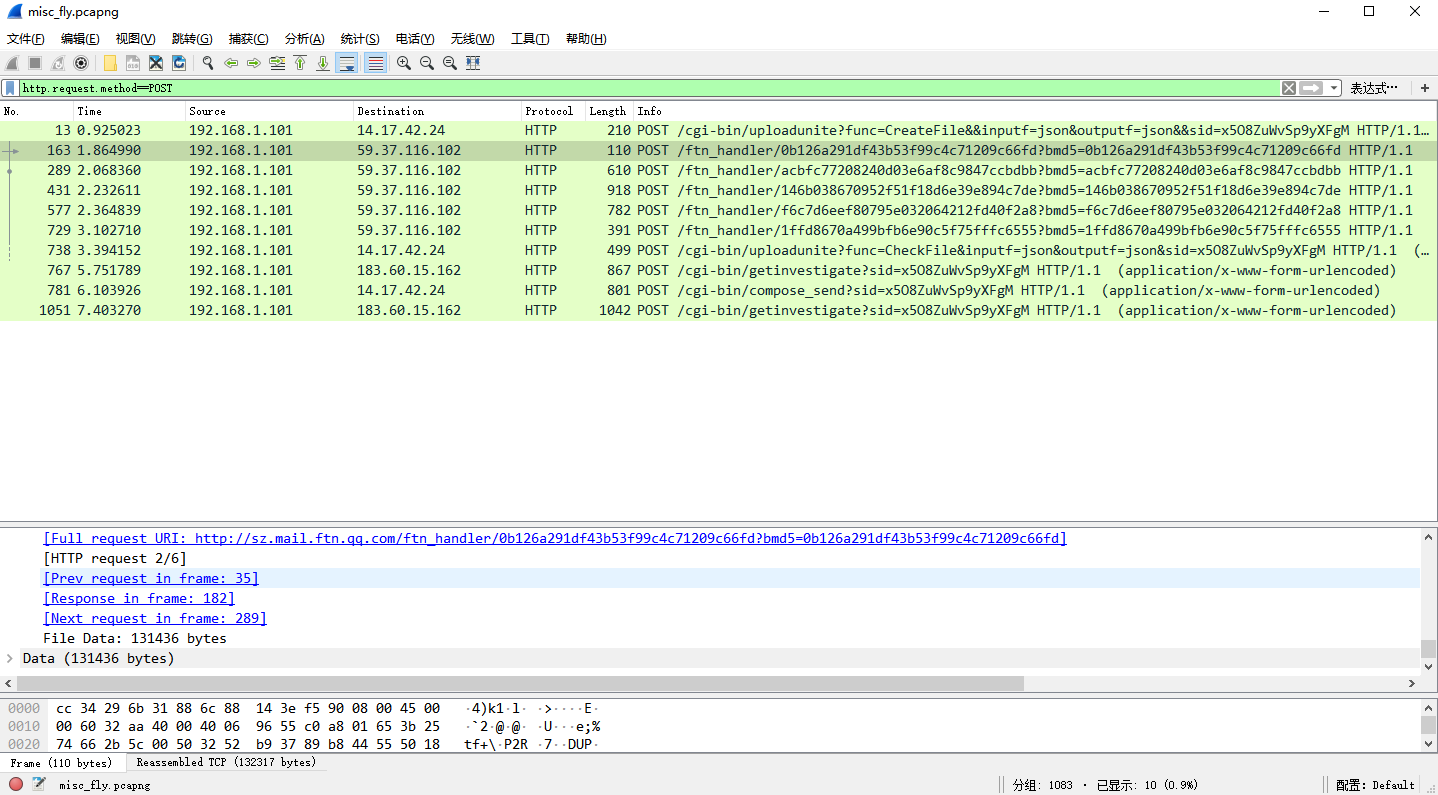 misc_fly.pcapng
文件(F) 编辑(E) 视图(V) 跳转(G) 捕获(C) 分析(A) 统计(S) 电话(Y) 无线(W) 工具(T) 帮助(H)
http.request.method==POST 表达式… +
No. Time Source Destination Protocol Length Info
13 0.925023 192.168.1.101 14.17.42.24 HTTP 210 POST /cgi-bin/uploadunite?func=CreateFile&&inputf=json&outputf=json&&sid=x5O8ZuWvSp9yXFgM HTTP/1.1…
163 1.864990 192.168.1.101 59.37.116.102 HTTP 110 POST /ftn_handler/0b126a291df43b53f99c4c71209c66fd?bmd5=0b126a291df43b53f99c4c71209c66fd HTTP/1.1
289 2.068360 192.168.1.101 59.37.116.102 HTTP 610 POST /ftn_handler/acbfc77208240d03e6af8c9847ccbdbb?bmd5=acbfc77208240d03e6af8c9847ccbdbb HTTP/1.1
431 2.232611 192.168.1.101 59.37.116.102 HTTP 918 POST /ftn_handler/146b038670952f51f18d6e39e894c7de?bmd5=146b038670952f51f18d6e39e894c7de HTTP/1.1
577 2.364839 192.168.1.101 59.37.116.102 HTTP 782 POST /ftn_handler/f6c7d6eef80795e032064212fd40f2a8?bmd5=f6c7d6eef80795e032064212fd40f2a8 HTTP/1.1
729 3.102710 192.168.1.101 59.37.116.102 HTTP 391 POST /ftn_handler/1ffd8670a499bfb6e90c5f75fffc6555?bmd5=1ffd8670a499bfb6e90c5f75fffc6555 HTTP/1.1
738 3.394152 192.168.1.101 14.17.42.24 HTTP 499 POST /cgi-bin/uploadunite?func=CheckFile&inputf=json&outputf=json&sid=x5O8ZuWvSp9yXFgM HTTP/1.1 (…
767 5.751789 192.168.1.101 183.60.15.162 HTTP 867 POST /cgi-bin/getinvestigate?sid=x5O8ZuWvSp9yXFgM HTTP/1.1 (application/x-www-form-urlencoded)
781 6.103926 192.168.1.101 14.17.42.24 HTTP 801 POST /cgi-bin/compose_send?sid=x5O8ZuWvSp9yXFgM HTTP/1.1 (application/x-www-form-urlencoded)
1051 7.403270 192.168.1.101 183.60.15.162 HTTP 1042 POST /cgi-bin/getinvestigate?sid=x5O8ZuWvSp9yXFgM HTTP/1.1 (application/x-www-form-urlencoded)
[Full request URI: http://sz.mail.ftn.qq.com/ftn_handler/0b126a291df43b53f99c4c71209c66fd?bmd5=0b126a291df43b53f99c4c71209c66fd]
[HTTP request 2/6]
[Prev request in frame: 35]
[Response in frame: 182]
[Next request in frame: 289]
File Data: 131436 bytes
Data (131436 bytes)
0000 cc 34 29 6b 31 88 6c 88 14 3e f5 90 08 00 45 00 ·4)k1·l· ·>····E·
0010 00 60 32 aa 40 00 40 06 96 55 c0 a8 01 65 3b 25 ·`2·@·@· ·U···e;%
0020 74 66 2b 5c 00 50 32 52 b9 37 89 b8 44 55 50 18 tf+\·P2R ·7··DUP·
Frame (110 bytes) Reassembled TCP (132317 bytes)
misc_fly.pcapng 分组: 1083 · 已显示: 10 (0.9%) 配置: Default